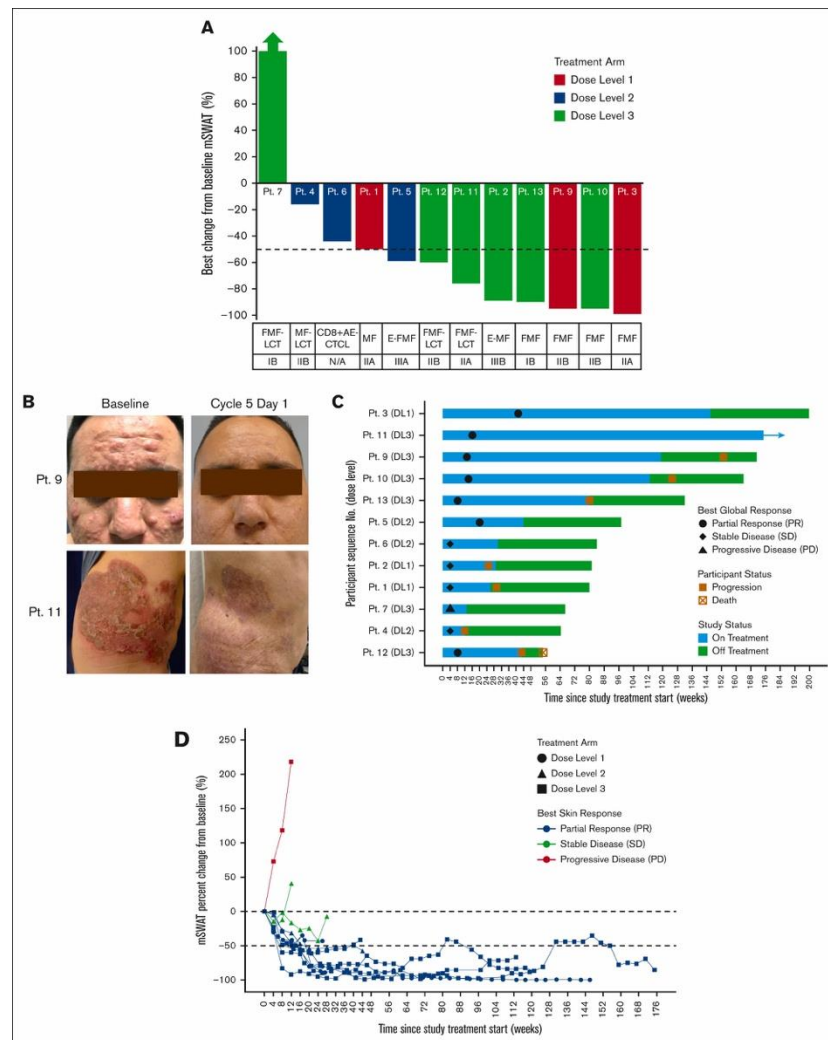 A
Best change from baseline mSWAT (%)
100
80
60
40
20
0
−20
−40
−60
−80
−100
Treatment Arm
Dose Level 1
Dose Level 2
Dose Level 3
Pt. 7 Pt. 4 Pt. 6 Pt. 1 Pt. 5 Pt. 12 Pt. 11 Pt. 2 Pt. 13 Pt. 9 Pt. 10 Pt. 3
FMF-LCT MF-LCT CD8+AE-CTCL MF E-FMF FMF-LCT FMF-LCT E-MF FMF FMF FMF FMF
IB IIB N/A IIA IIIA IIB IIA IIIB IB IIB IIB IIA
B
Baseline Cycle 5 Day 1
Pt. 9
Pt. 11
C
Participant sequence No. (dose level)
Pt. 3 (DL1)
Pt. 11 (DL3)
Pt. 9 (DL3)
Pt. 10 (DL3)
Pt. 13 (DL3)
Pt. 5 (DL2)
Pt. 6 (DL2)
Pt. 2 (DL1)
Pt. 1 (DL1)
Pt. 7 (DL3)
Pt. 4 (DL2)
Pt. 12 (DL3)
Best Global Response
Partial Response (PR)
Stable Disease (SD)
Progressive Disease (PD)
Participant Status
Progression
Death
Study Status
On Treatment
Off Treatment
0 4 8 12 16 20 24 28 32 36 40 44 48 56 64 72 80 88 96 104 112 120 128 136 144 152 160 168 176 184 192 200
Time since study treatment start (weeks)
D
mSWAT percent change from baseline (%)
250
200
150
100
50
0
−50
−100
Treatment Arm
Dose Level 1
Dose Level 2
Dose Level 3
Best Skin Response
Partial Response (PR)
Stable Disease (SD)
Progressive Disease (PD)
0 4 8 12 16 20 24 28 32 36 40 44 48 56 64 72 80 88 96 104 112 120 128 136 144 152 160 168 176
Time since study treatment start (weeks)